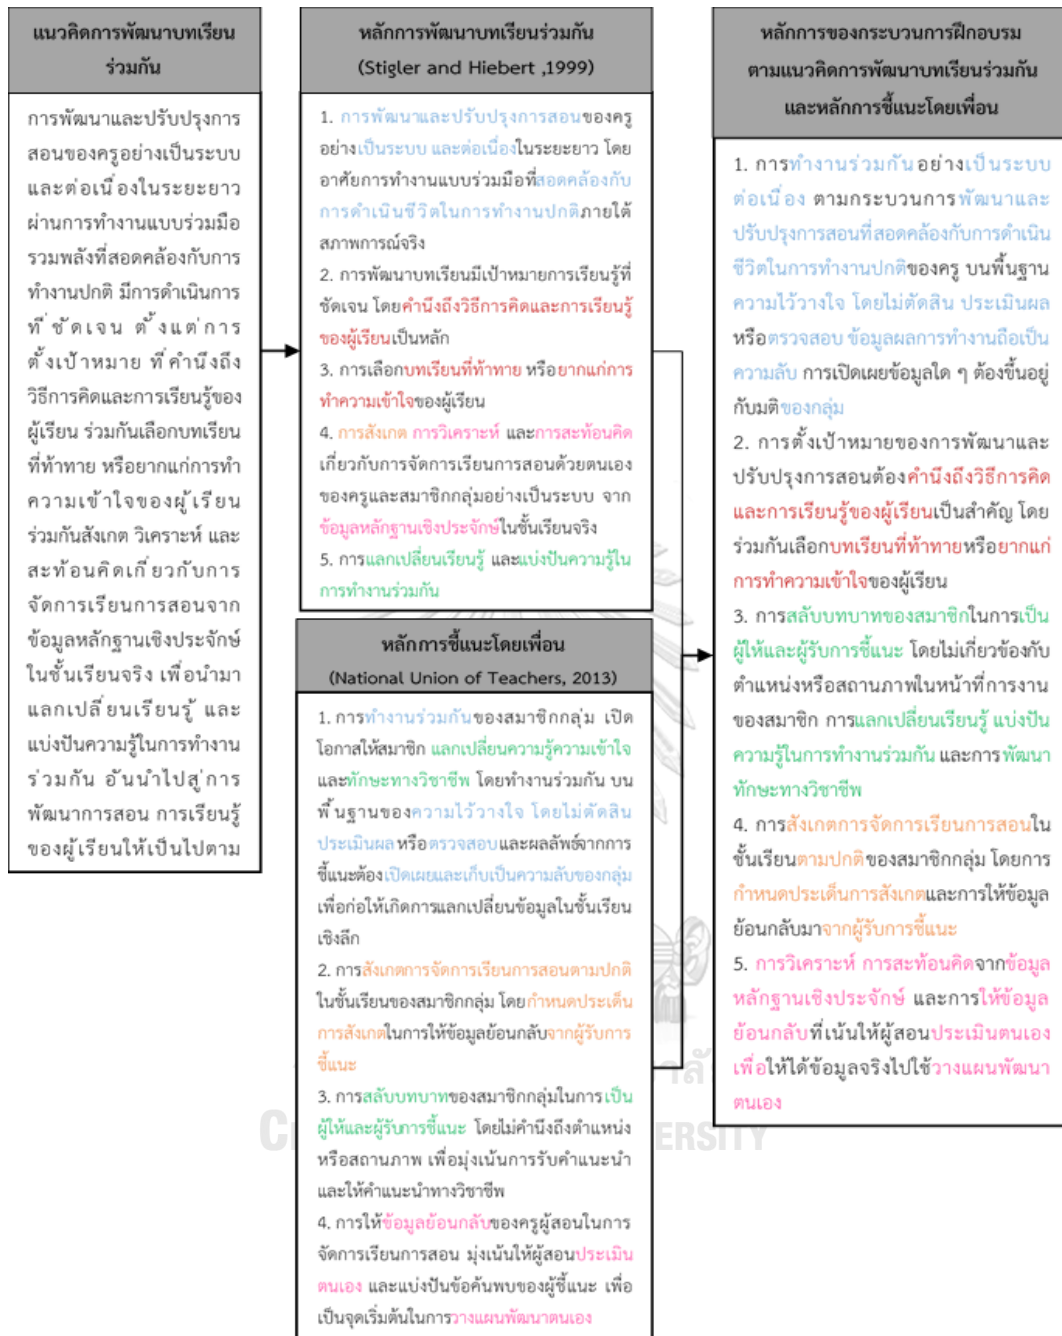 แนวคิดการพัฒนาบทเรียน
ร่วมกัน
การพัฒนาและปรับปรุงการ
สอนของครูอย่างเป็นระบบ
และต่อเนื่องในระยะยาว
ผ่านการทำงานแบบร่วมมือ
รวมพลังที่สอดคล้องกับการ
ทำงานปกติ มีการดำเนินการ
ที่ชัดเจน ตั้งแต่การ
ตั้งเป้าหมาย ที่คำนึงถึง
วิธีการคิดและการเรียนรู้ของ
ผู้เรียน ร่วมกันเลือกบทเรียน
ที่ท้าทาย หรือยากแก่การทำ
ความเข้าใจของผู้เรียน
ร่วมกันสังเกต วิเคราะห์ และ
สะท้อนคิดเกี่ยวกับการ
จัดการเรียนการสอนจาก
ข้อมูลหลักฐานเชิงประจักษ์
ในชั้นเรียนจริง เพื่อนำมา
แลกเปลี่ยนเรียนรู้ และ
แบ่งปันความรู้ในการทำงาน
ร่วมกัน อันนำไปสู่การ
พัฒนาการสอน การเรียนรู้
ของผู้เรียนให้เป็นไปตาม
หลักการพัฒนาบทเรียนร่วมกัน
(Stigler and Hiebert ,1999)
1. การพัฒนาและปรับปรุงการสอนของครู
อย่างเป็นระบบ และต่อเนื่องในระยะยาว โดย
อาศัยการทำงานแบบร่วมมือที่สอดคล้องกับ
การดำเนินชีวิตในการทำงานปกติภายใต้
สภาพการณ์จริง
2. การพัฒนาบทเรียนมีเป้าหมายการเรียนรู้ที่
ชัดเจน โดยคำนึงถึงวิธีการคิดและการเรียนรู้
ของผู้เรียนเป็นหลัก
3. การเลือกบทเรียนที่ท้าทาย หรือยากแก่การ
ทำความเข้าใจของผู้เรียน
4. การสังเกต การวิเคราะห์ และการสะท้อนคิด
เกี่ยวกับการจัดการเรียนการสอนด้วยตนเอง
ของครูและสมาชิกกลุ่มอย่างเป็นระบบ จาก
ข้อมูลหลักฐานเชิงประจักษ์ในชั้นเรียนจริง
5. การแลกเปลี่ยนเรียนรู้ และแบ่งปันความรู้ใน
การทำงานร่วมกัน
หลักการชี้แนะโดยเพื่อน
(National Union of Teachers, 2013)
1. การทำงานร่วมกันของสมาชิกกลุ่ม เปิด
โอกาสให้สมาชิก แลกเปลี่ยนความรู้ความเข้าใจ
และทักษะทางวิชาชีพ โดยทำงานร่วมกัน บน
พื้นฐานของความไว้วางใจ โดยไม่ตัดสิน
ประเมินผล หรือตรวจสอบและผลลัพธ์จากการ
ชี้แนะต้องเปิดเผยและเก็บเป็นความลับของกลุ่ม
เพื่อก่อให้เกิดการแลกเปลี่ยนข้อมูลในชั้นเรียน
เชิงลึก
2. การสังเกตการจัดการเรียนการสอนตามปกติ
ในชั้นเรียนของสมาชิกกลุ่ม โดยกำหนดประเด็น
การสังเกตในการให้ข้อมูลย้อนกลับจากผู้รับการ
ชี้แนะ
3. การสลับบทบาทของสมาชิกกลุ่มในการเป็น
ผู้ให้และผู้รับการชี้แนะ โดยไม่คำนึงถึงตำแหน่ง
หรือสถานภาพ เพื่อมุ่งเน้นการรับคำแนะนำ
และให้คำแนะนำทางวิชาชีพ
4. การให้ข้อมูลย้อนกลับของครูผู้สอนในการ
จัดการเรียนการสอน มุ่งเน้นให้ผู้สอนประเมิน
ตนเอง และแบ่งปันข้อค้นพบของผู้ชี้แนะ เพื่อ
เป็นจุดเริ่มต้นในการวางแผนพัฒนาตนเอง
หลักการของกระบวนการฝึกอบรม
ตามแนวคิดการพัฒนาบทเรียนร่วมกัน
และหลักการชี้แนะโดยเพื่อน
1. การทำงานร่วมกันอย่างเป็นระบบ
ต่อเนื่อง ตามกระบวนการพัฒนาและ
ปรับปรุงการสอนที่สอดคล้องกับการดำเนิน
ชีวิตในการทำงานปกติของครู บนพื้นฐาน
ความไว้วางใจ โดยไม่ตัดสิน ประเมินผล
หรือตรวจสอบ ข้อมูลผลการทำงานถือเป็น
ความลับ การเปิดเผยข้อมูลใด ๆ ต้องขึ้นอยู่
กับมติของกลุ่ม
2. การตั้งเป้าหมายของการพัฒนาและ
ปรับปรุงการสอนต้องคำนึงถึงวิธีการคิด
และการเรียนรู้ของผู้เรียนเป็นสำคัญ โดย
ร่วมกันเลือกบทเรียนที่ท้าทายหรือยากแก่
การทำความเข้าใจของผู้เรียน
3. การสลับบทบาทของสมาชิกในการเป็น
ผู้ให้และผู้รับการชี้แนะ โดยไม่เกี่ยวข้องกับ
ตำแหน่งหรือสถานภาพในหน้าที่การงาน
ของสมาชิก การแลกเปลี่ยนเรียนรู้ แบ่งปัน
ความรู้ในการทำงานร่วมกัน และการพัฒนา
ทักษะทางวิชาชีพ
4. การสังเกตการจัดการเรียนการสอนใน
ชั้นเรียนตามปกติของสมาชิกกลุ่ม โดยการ
กำหนดประเด็นการสังเกตและการให้ข้อมูล
ย้อนกลับมาจากผู้รับการชี้แนะ
5. การวิเคราะห์ การสะท้อนคิดจากข้อมูล
หลักฐานเชิงประจักษ์ และการให้ข้อมูล
ย้อนกลับที่เน้นให้ผู้สอนประเมินตนเอง
เพื่อให้ได้ข้อมูลจริงไปใช้วางแผนพัฒนา
ตนเอง